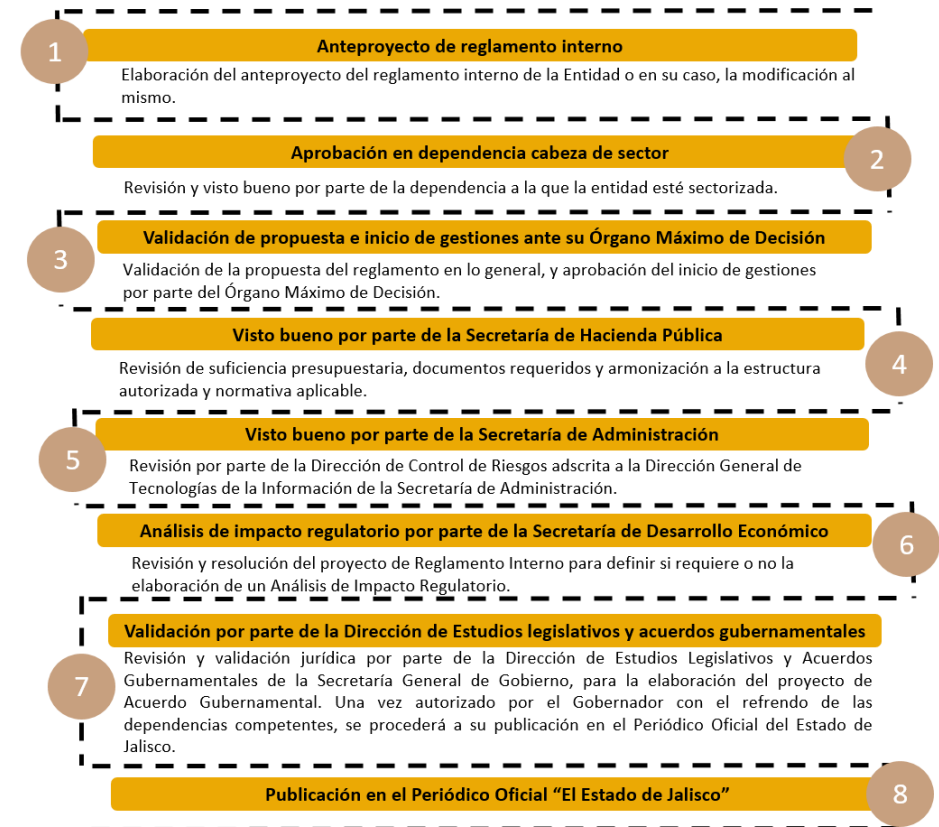 1
Anteproyecto de reglamento interno
Elaboración del anteproyecto del reglamento interno de la Entidad o en su caso, la modificación al
mismo.
Aprobación en dependencia cabeza de sector
2
Revisión y visto bueno por parte de la dependencia a la que la entidad esté sectorizada.
Validación de propuesta e inicio de gestiones ante su Órgano Máximo de Decisión
3
Validación de la propuesta del reglamento en lo general, y aprobación del inicio de gestiones
por parte del Órgano Máximo de Decisión.
Visto bueno por parte de la Secretaría de Hacienda Pública
4
Revisión de suficiencia presupuestaria, documentos requeridos y armonización a la estructura
autorizada y normativa aplicable.
Visto bueno por parte de la Secretaría de Administración
5
Revisión por parte de la Dirección de Control de Riesgos adscrita a la Dirección General de
Tecnologías de la Información de la Secretaría de Administración.
Análisis de impacto regulatorio por parte de la Secretaría de Desarrollo Económico
6
Revisión y resolución del proyecto de Reglamento Interno para definir si requiere o no la
elaboración de un Análisis de Impacto Regulatorio.
Validación por parte de la Dirección de Estudios legislativos y acuerdos gubernamentales
7
Revisión y validación jurídica por parte de la Dirección de Estudios Legislativos y Acuerdos
Gubernamentales de la Secretaría General de Gobierno, para la elaboración del proyecto de
Acuerdo Gubernamental. Una vez autorizado por el Gobernador con el refrendo de las
dependencias competentes, se procederá a su publicación en el Periódico Oficial del Estado de
Jalisco.
Publicación en el Periódico Oficial “El Estado de Jalisco”
8